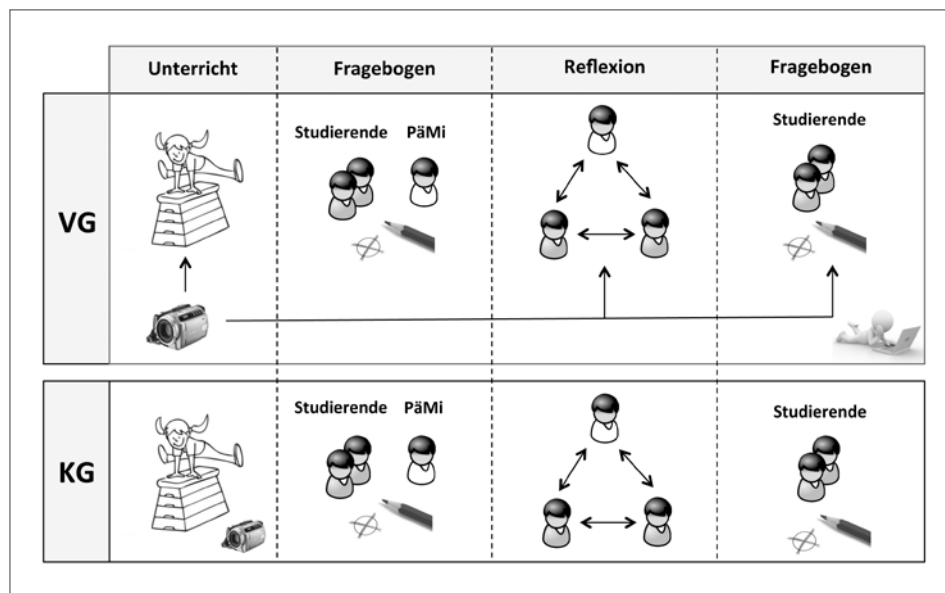 Unterricht
Fragebogen
Reflexion
Fragebogen
VG
Studierende PäMi
Studierende
KG
Studierende PäMi
Studierende